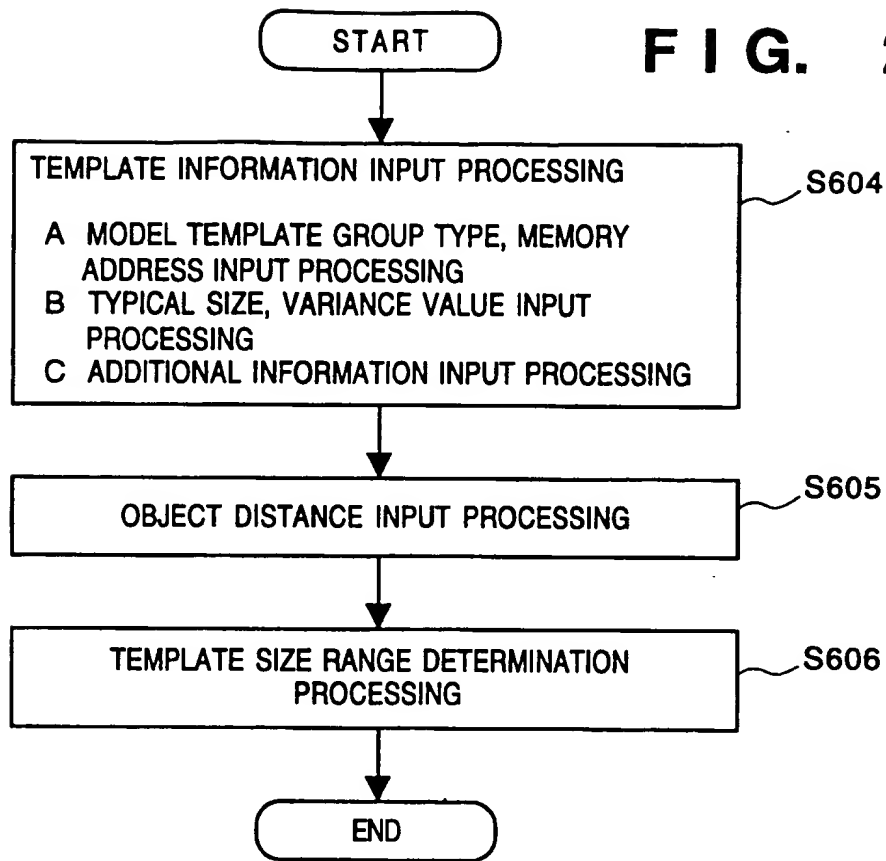 START
FIG.
TEMPLATE INFORMATION INPUT PROCESSING
A MODEL TEMPLATE GROUP TYPE, MEMORY
ADDRESS INPUT PROCESSING
B TYPICAL SIZE, VARIANCE VALUE INPUT
PROCESSING
C ADDITIONAL INFORMATION INPUT PROCESSING
S604
OBJECT DISTANCE INPUT PROCESSING
S605
TEMPLATE SIZE RANGE DETERMINATION
PROCESSING
S606
END